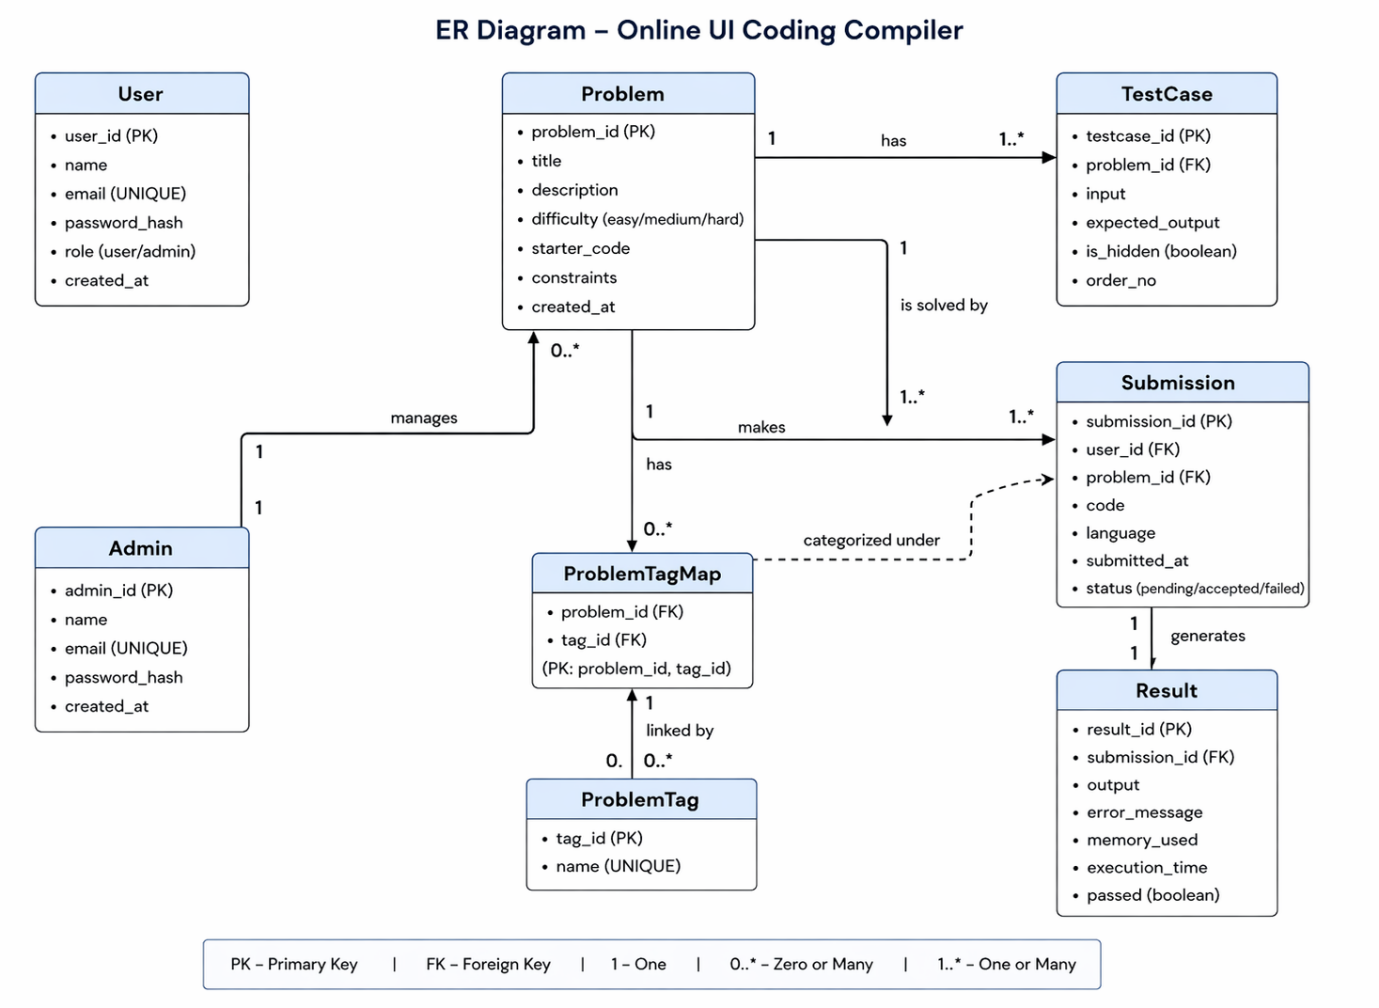 ER Diagram – Online UI Coding Compiler
User
• user_id (PK)
• name
• email (UNIQUE)
• password_hash
• role (user/admin)
• created_at
Problem
• problem_id (PK)
• title
• description
• difficulty (easy/medium/hard)
• starter_code
• constraints
• created_at
1
has
1..*
TestCase
• testcase_id (PK)
• problem_id (FK)
• input
• expected_output
• is_hidden (boolean)
• order_no
1
is solved by
1..*
0..*
manages
1
1
1
makes
1..*
has
0..*
Submission
• submission_id (PK)
• user_id (FK)
• problem_id (FK)
• code
• language
• submitted_at
• status (pending/accepted/failed)
Admin
• admin_id (PK)
• name
• email (UNIQUE)
• password_hash
• created_at
ProblemTagMap
• problem_id (FK)
• tag_id (FK)
(PK: problem_id, tag_id)
categorized under
1
generates
1
1
linked by
0. 0..*
ProblemTag
• tag_id (PK)
• name (UNIQUE)
Result
• result_id (PK)
• submission_id (FK)
• output
• error_message
• memory_used
• execution_time
• passed (boolean)
PK – Primary Key | FK – Foreign Key | 1 – One | 0..* – Zero or Many | 1..* – One or Many